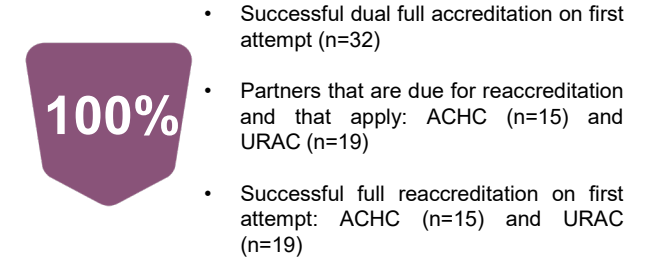 100%
• Successful dual full accreditation on first
attempt (n=32)
• Partners that are due for reaccreditation
and that apply: ACHC (n=15) and
URAC (n=19)
• Successful full reaccreditation on first
attempt: ACHC (n=15) and URAC
(n=19)